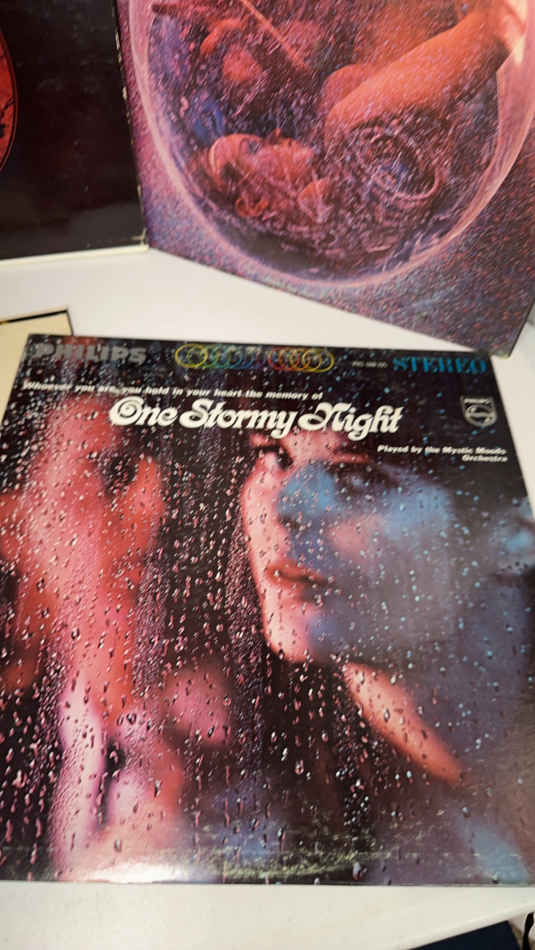 PHILIPS
STEREO
Whoever you are, you hold in your heart the memory of
One Stormy Night
Played by the Mystic Moods
Orchestra